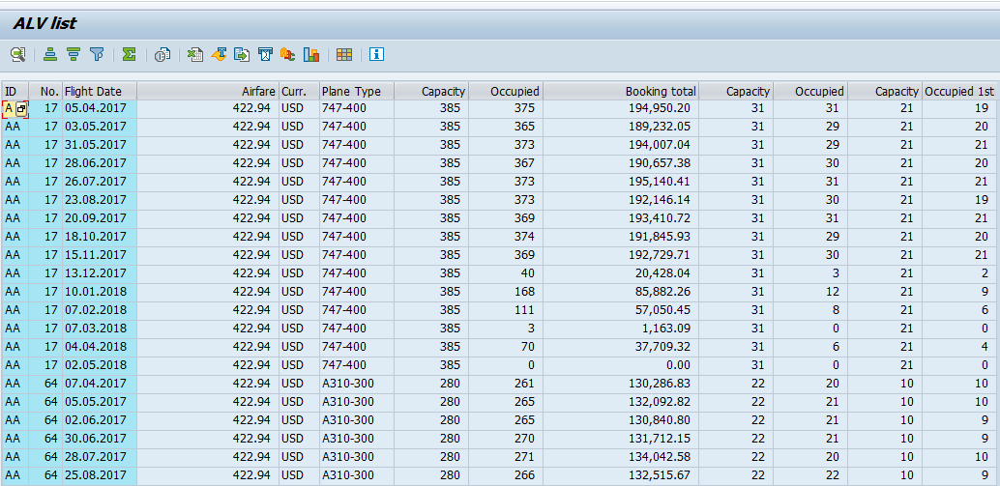 ALV list
ID No. Flight Date Airfare Curr. Plane Type Capacity Occupied Booking total Capacity Occupied Capacity Occupied 1st
A 17 05.04.2017 422.94 USD 747-400 385 375 194,950.20 31 31 21 19
AA 17 03.05.2017 422.94 USD 747-400 385 365 189,232.05 31 29 21 20
AA 17 31.05.2017 422.94 USD 747-400 385 373 194,007.04 31 29 21 21
AA 17 28.06.2017 422.94 USD 747-400 385 367 190,657.38 31 30 21 20
AA 17 26.07.2017 422.94 USD 747-400 385 373 195,140.41 31 31 21 21
AA 17 23.08.2017 422.94 USD 747-400 385 373 192,146.14 31 30 21 19
AA 17 20.09.2017 422.94 USD 747-400 385 369 193,410.72 31 31 21 21
AA 17 18.10.2017 422.94 USD 747-400 385 374 191,845.93 31 29 21 20
AA 17 15.11.2017 422.94 USD 747-400 385 369 192,729.71 31 30 21 21
AA 17 13.12.2017 422.94 USD 747-400 385 40 20,428.04 31 3 21 2
AA 17 10.01.2018 422.94 USD 747-400 385 168 85,882.26 31 12 21 9
AA 17 07.02.2018 422.94 USD 747-400 385 111 57,050.45 31 8 21 6
AA 17 07.03.2018 422.94 USD 747-400 385 3 1,163.09 31 0 21 0
AA 17 04.04.2018 422.94 USD 747-400 385 70 37,709.32 31 6 21 4
AA 17 02.05.2018 422.94 USD 747-400 385 0 0.00 31 0 21 0
AA 64 07.04.2017 422.94 USD A310-300 280 261 130,286.83 22 20 10 10
AA 64 05.05.2017 422.94 USD A310-300 280 265 132,092.82 22 21 10 10
AA 64 02.06.2017 422.94 USD A310-300 280 265 130,840.80 22 21 10 9
AA 64 30.06.2017 422.94 USD A310-300 280 270 131,712.15 22 21 10 9
AA 64 28.07.2017 422.94 USD A310-300 280 271 134,042.58 22 20 10 10
AA 64 25.08.2017 422.94 USD A310-300 280 266 132,515.67 22 22 10 9